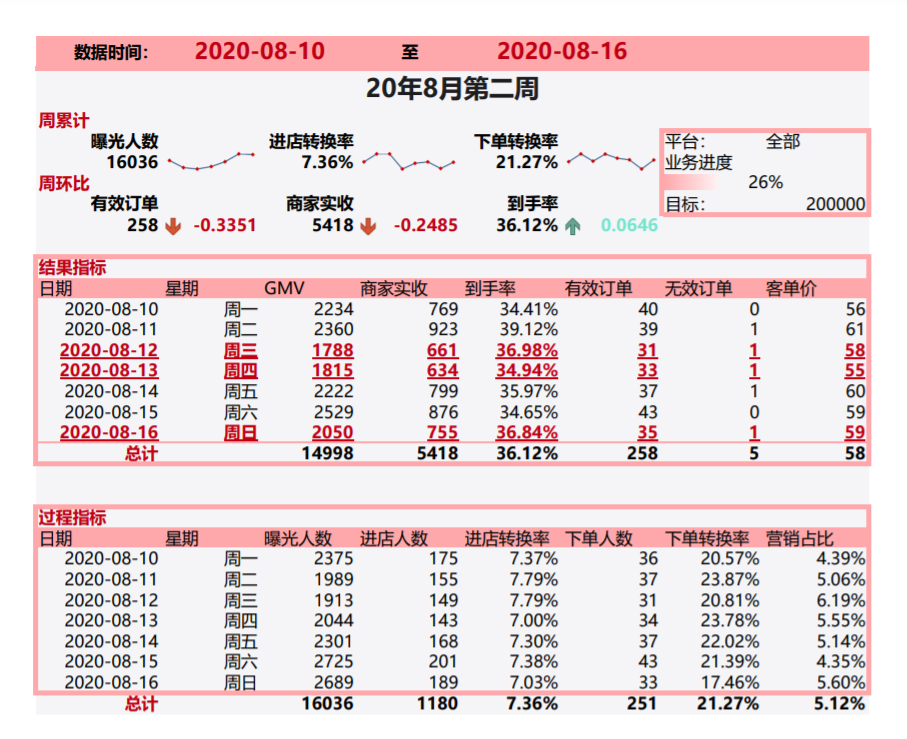 数据时间: 2020-08-10 至 2020-08-16
20年8月第二周
周累计
曝光人数 进店转换率 下单转换率
16036 7.36% 21.27%
周环比
有效订单 商家实收 到手率
258 -0.3351 5418 -0.2485 36.12% 0.0646
平台: 全部
业务进度
26%
目标: 200000
结果指标
日期 星期 GMV 商家实收 到手率 有效订单 无效订单 客单价
2020-08-10 周一 2234 769 34.41% 40 0 56
2020-08-11 周二 2360 923 39.12% 39 1 61
2020-08-12 周三 1788 661 36.98% 31 1 58
2020-08-13 周四 1815 634 34.94% 33 1 55
2020-08-14 周五 2222 799 35.97% 37 1 60
2020-08-15 周六 2529 876 34.65% 43 0 59
2020-08-16 周日 2050 755 36.84% 35 1 59
总计 14998 5418 36.12% 258 5 58
过程指标
日期 星期 曝光人数 进店人数 进店转换率 下单人数 下单转换率 营销占比
2020-08-10 周一 2375 175 7.37% 36 20.57% 4.39%
2020-08-11 周二 1989 155 7.79% 37 23.87% 5.06%
2020-08-12 周三 1913 149 7.79% 31 20.81% 6.19%
2020-08-13 周四 2044 143 7.00% 34 23.78% 5.55%
2020-08-14 周五 2301 168 7.30% 37 22.02% 5.14%
2020-08-15 周六 2725 201 7.38% 43 21.39% 4.35%
2020-08-16 周日 2689 189 7.03% 33 17.46% 5.60%
总计 16036 1180 7.36% 251 21.27% 5.12%